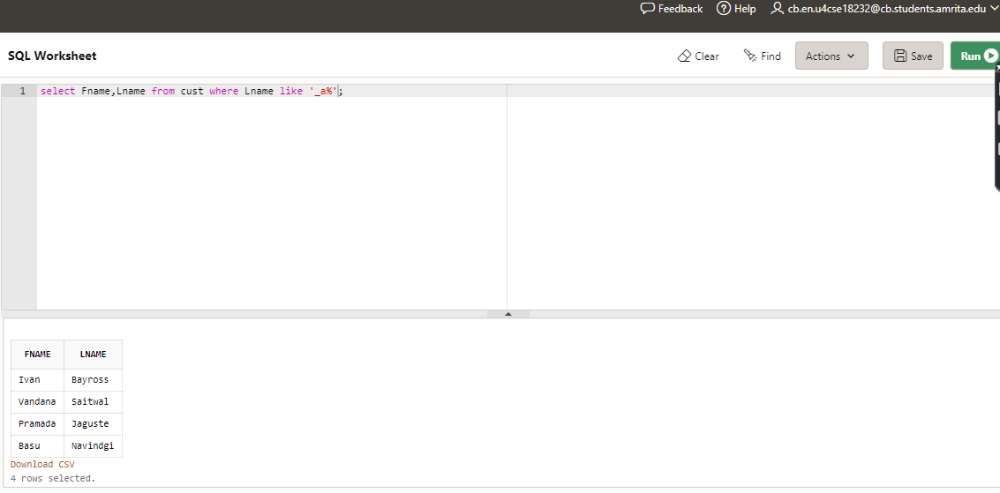 Feedback Help cb.en.u4cse18232@cb.students.amrita.edu
SQL Worksheet Clear Find Actions Save Run
1 select Fname,Lname from cust where Lname like '_a%';
FNAME LNAME
Ivan Bayross
Vandana Saitwal
Pramada Jaguste
Basu Navindgi
Download CSV
4 rows selected.